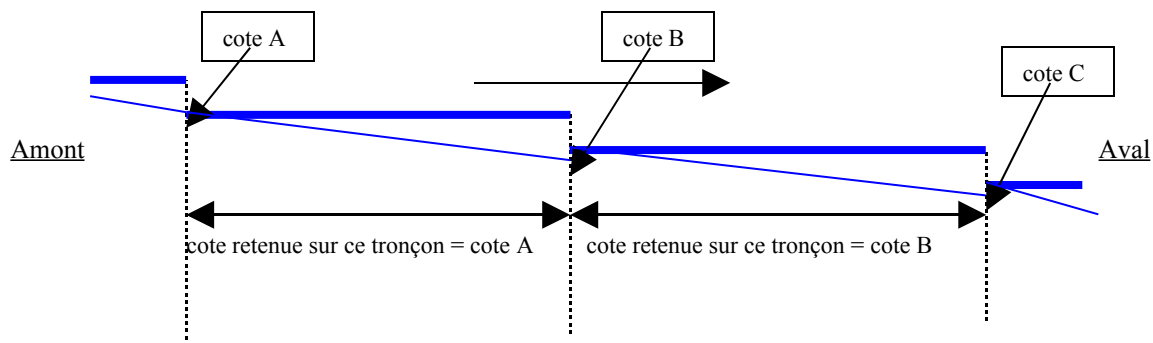 cote A
cote B
cote C
Amont
Aval
cote retenue sur ce tronçon = cote A
cote retenue sur ce tronçon = cote B